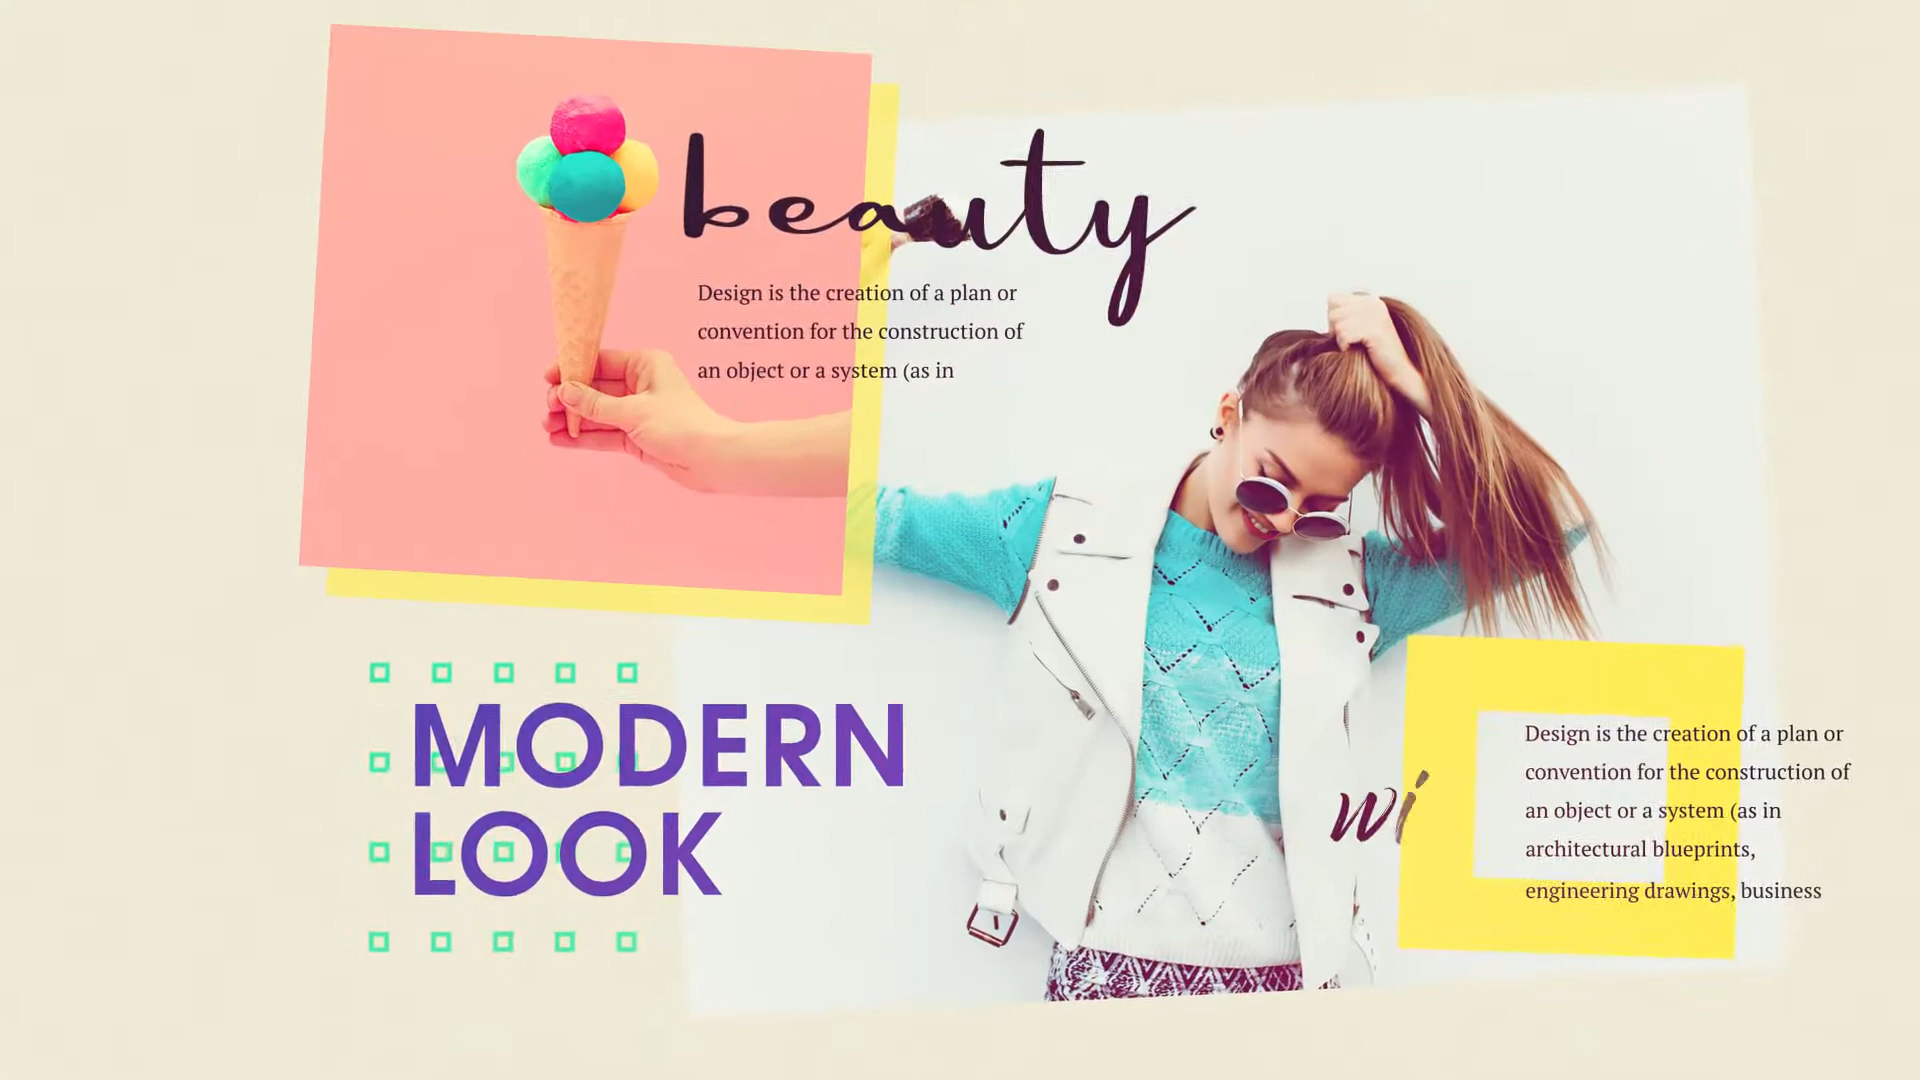 beauty
Design is the creation of a plan or
convention for the construction of
an object or a system (as in
MODERN
LOOK
wi
Design is the creation of a plan or
convention for the construction of
an object or a system (as in
architectural blueprints,
engineering drawings, business